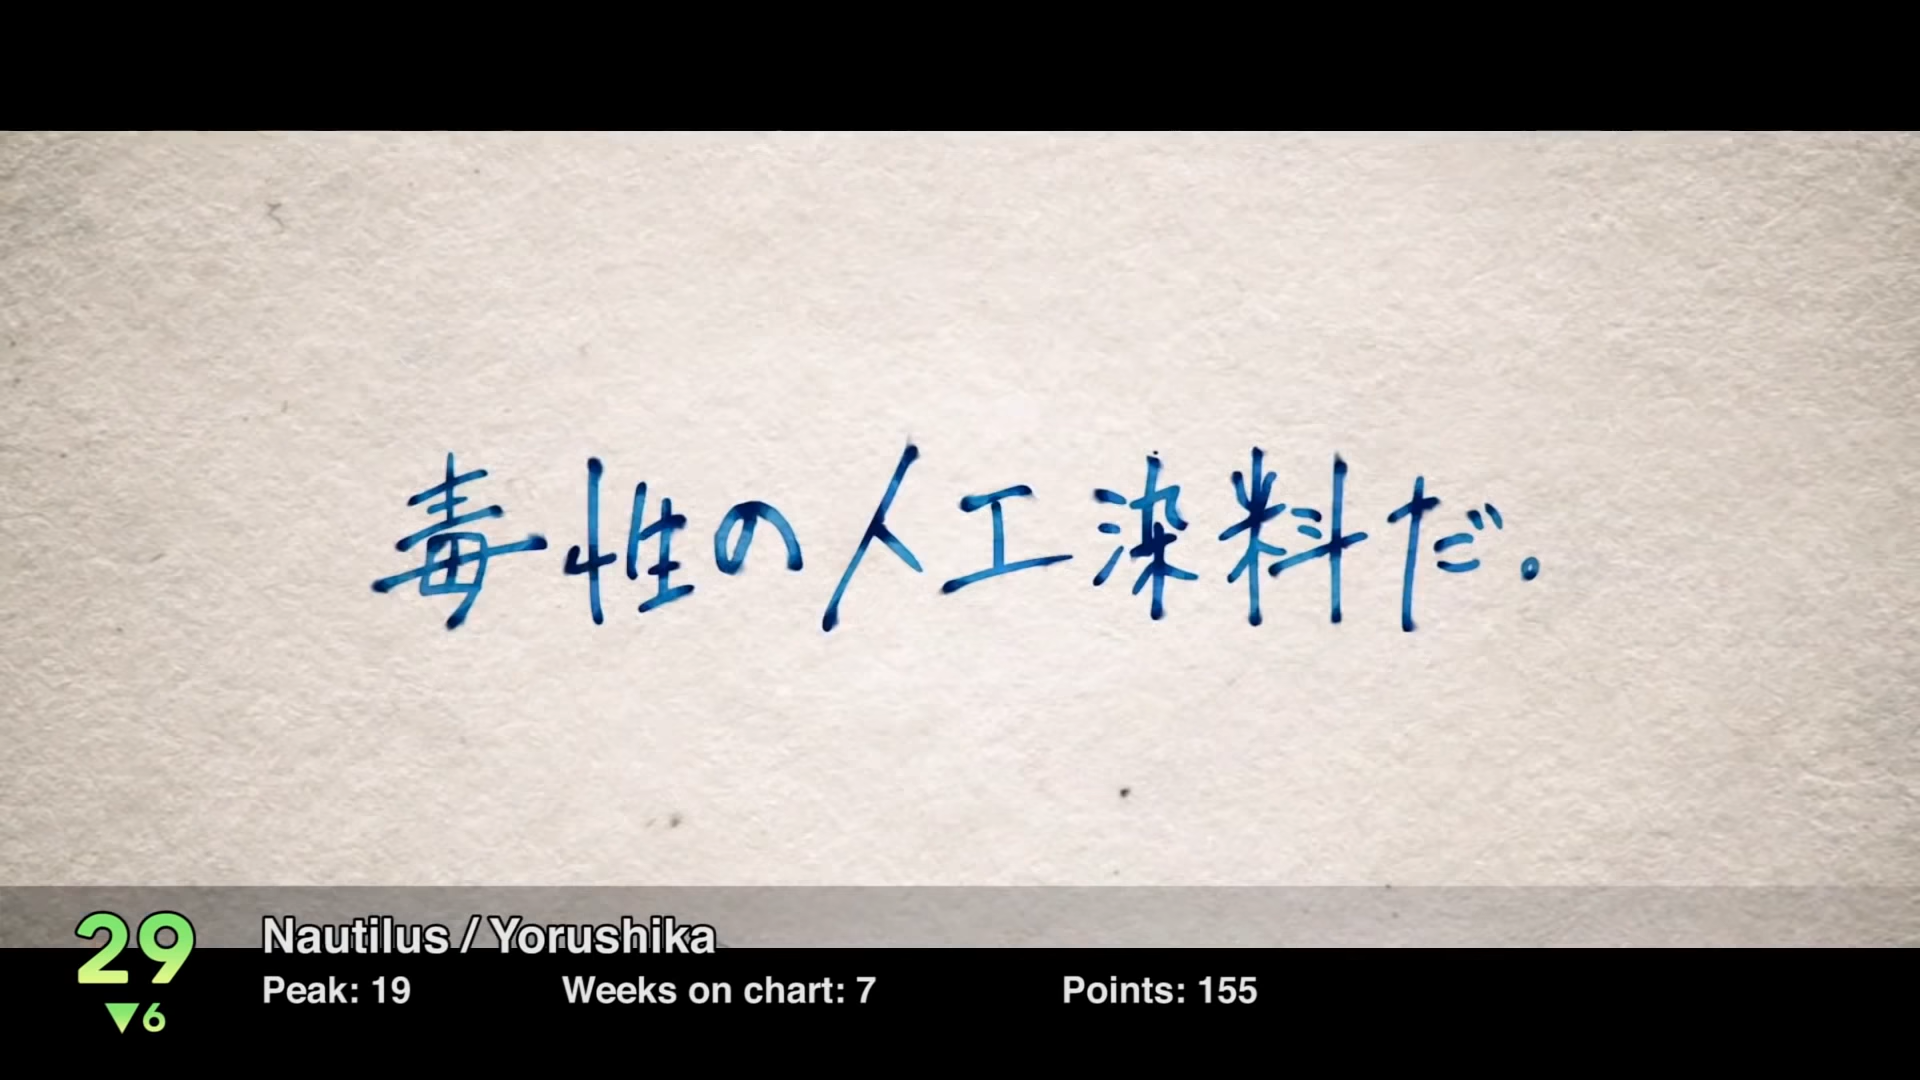 毒性の人工染料だ。
29
Nautilus / Yorushika
▼6
Peak: 19
Weeks on chart: 7
Points: 155